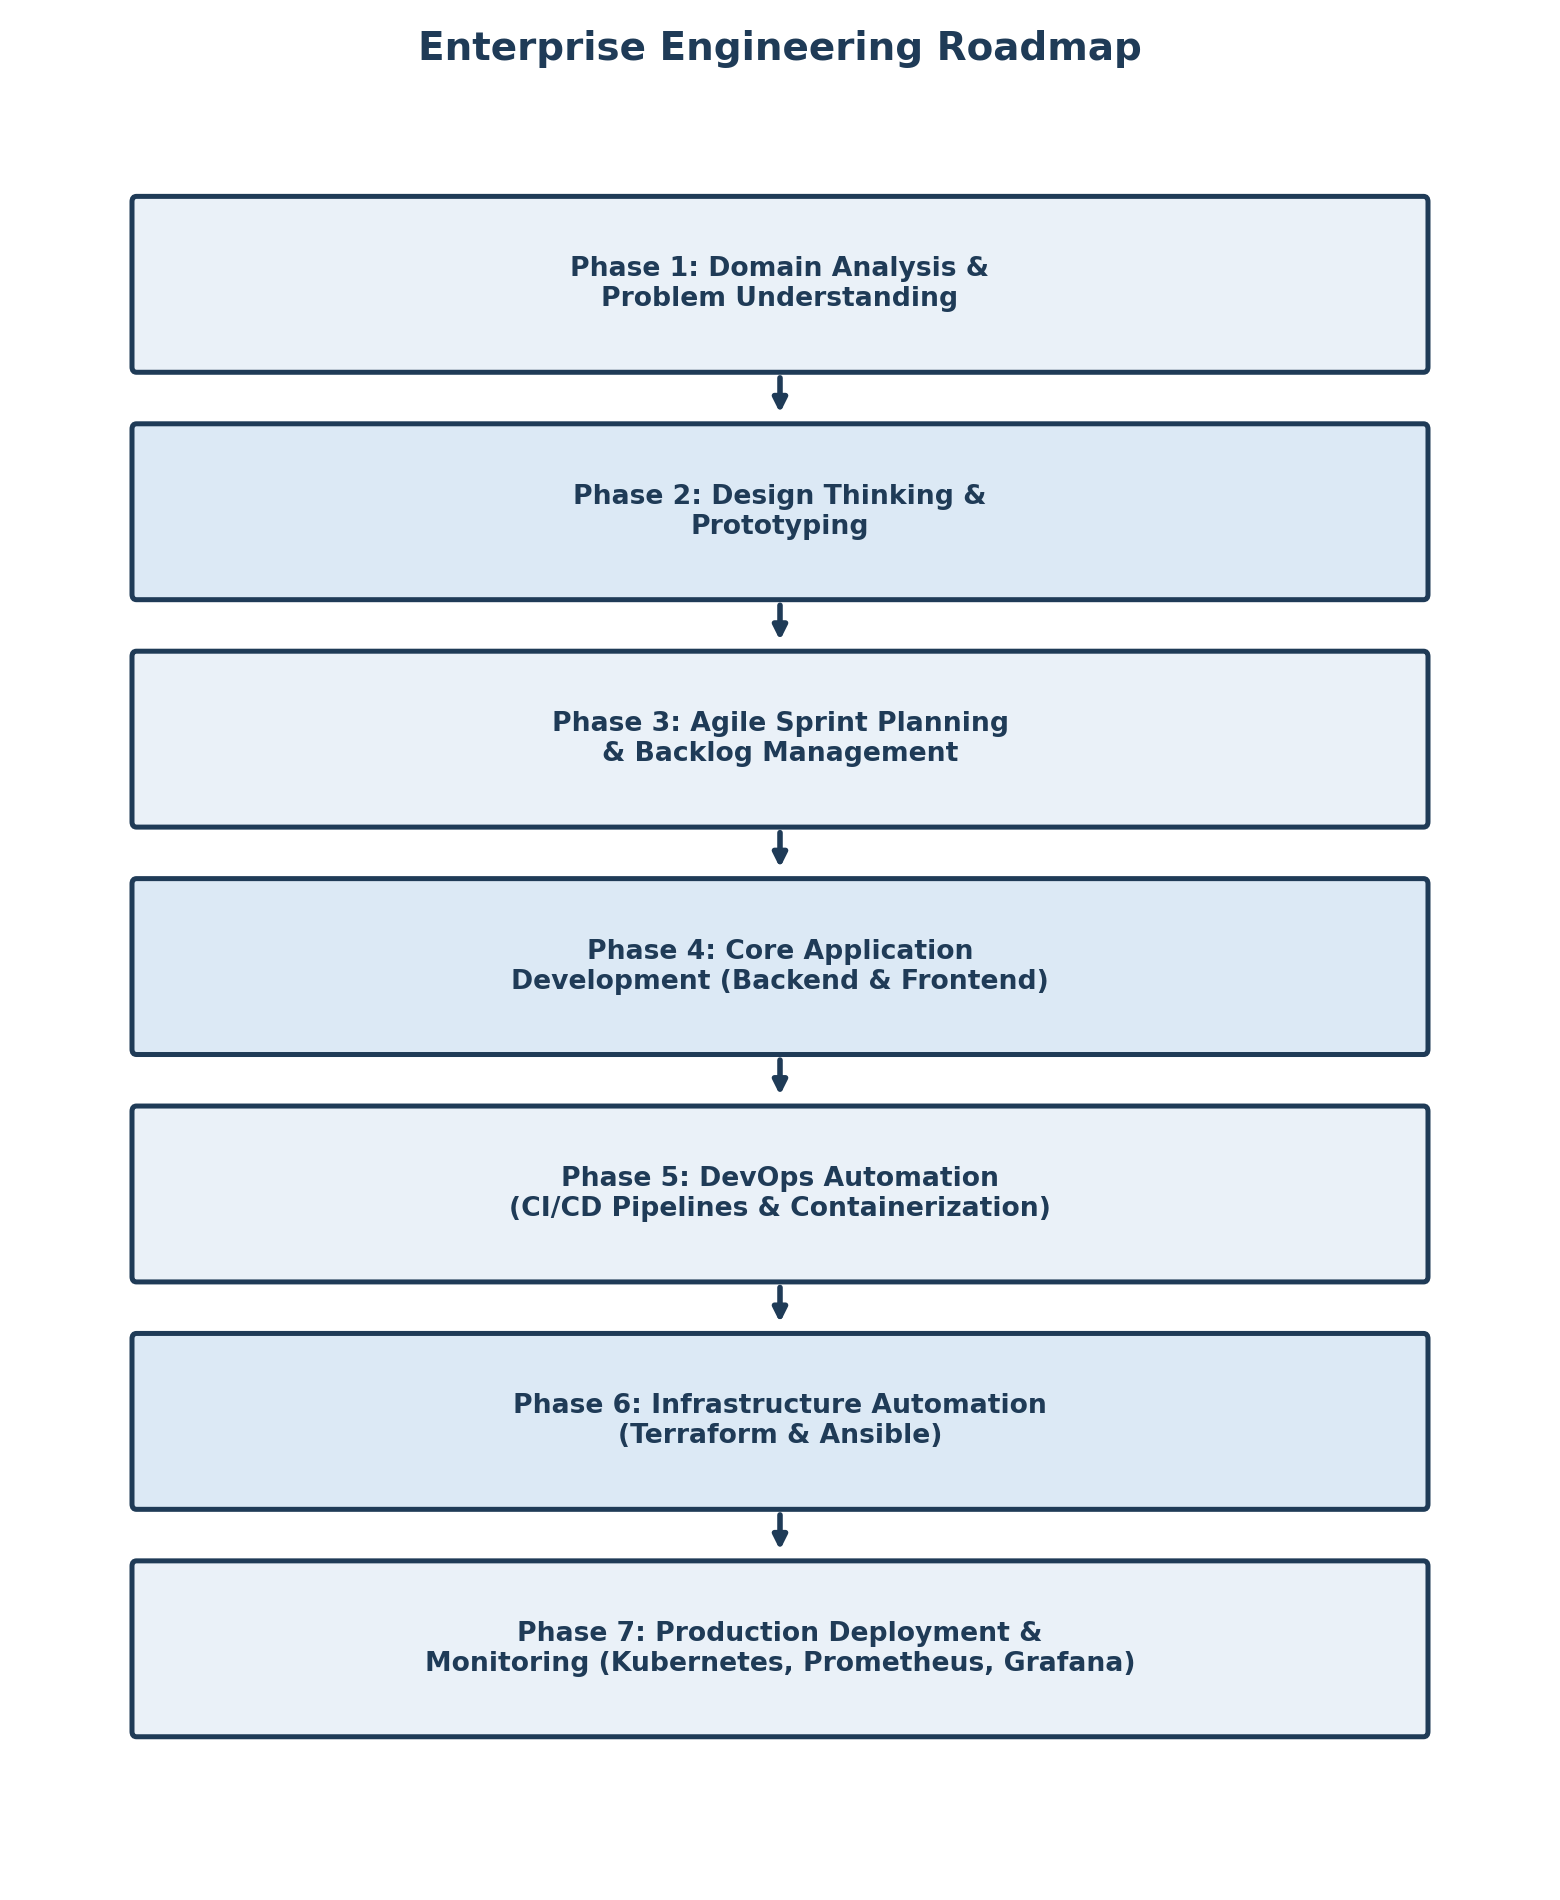 Enterprise Engineering Roadmap
Phase 1: Domain Analysis &
Problem Understanding
Phase 2: Design Thinking &
Prototyping
Phase 3: Agile Sprint Planning
& Backlog Management
Phase 4: Core Application
Development (Backend & Frontend)
Phase 5: DevOps Automation
(CI/CD Pipelines & Containerization)
Phase 6: Infrastructure Automation
(Terraform & Ansible)
Phase 7: Production Deployment &
Monitoring (Kubernetes, Prometheus, Grafana)